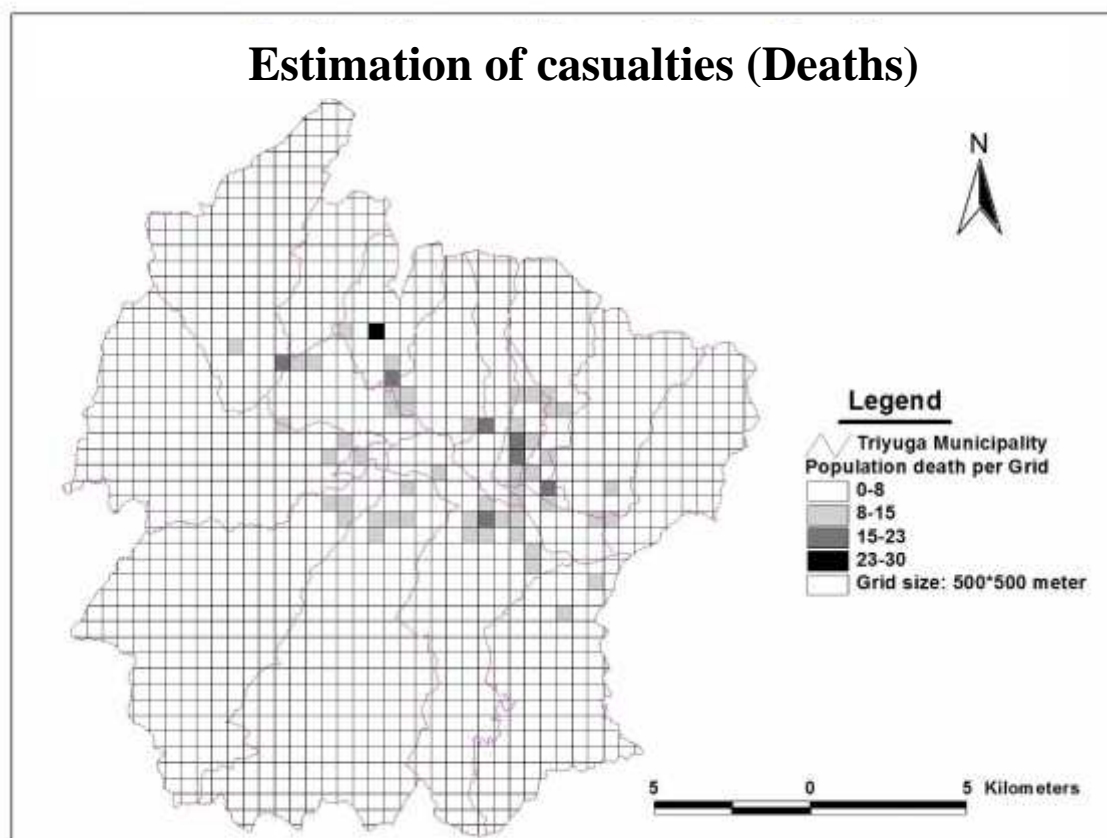 Estimation of casualties (Deaths)
N
Legend
Triyuga Municipality
Population death per Grid
0-8
8-15
15-23
23-30
Grid size: 500*500 meter
5 0 5 Kilometers